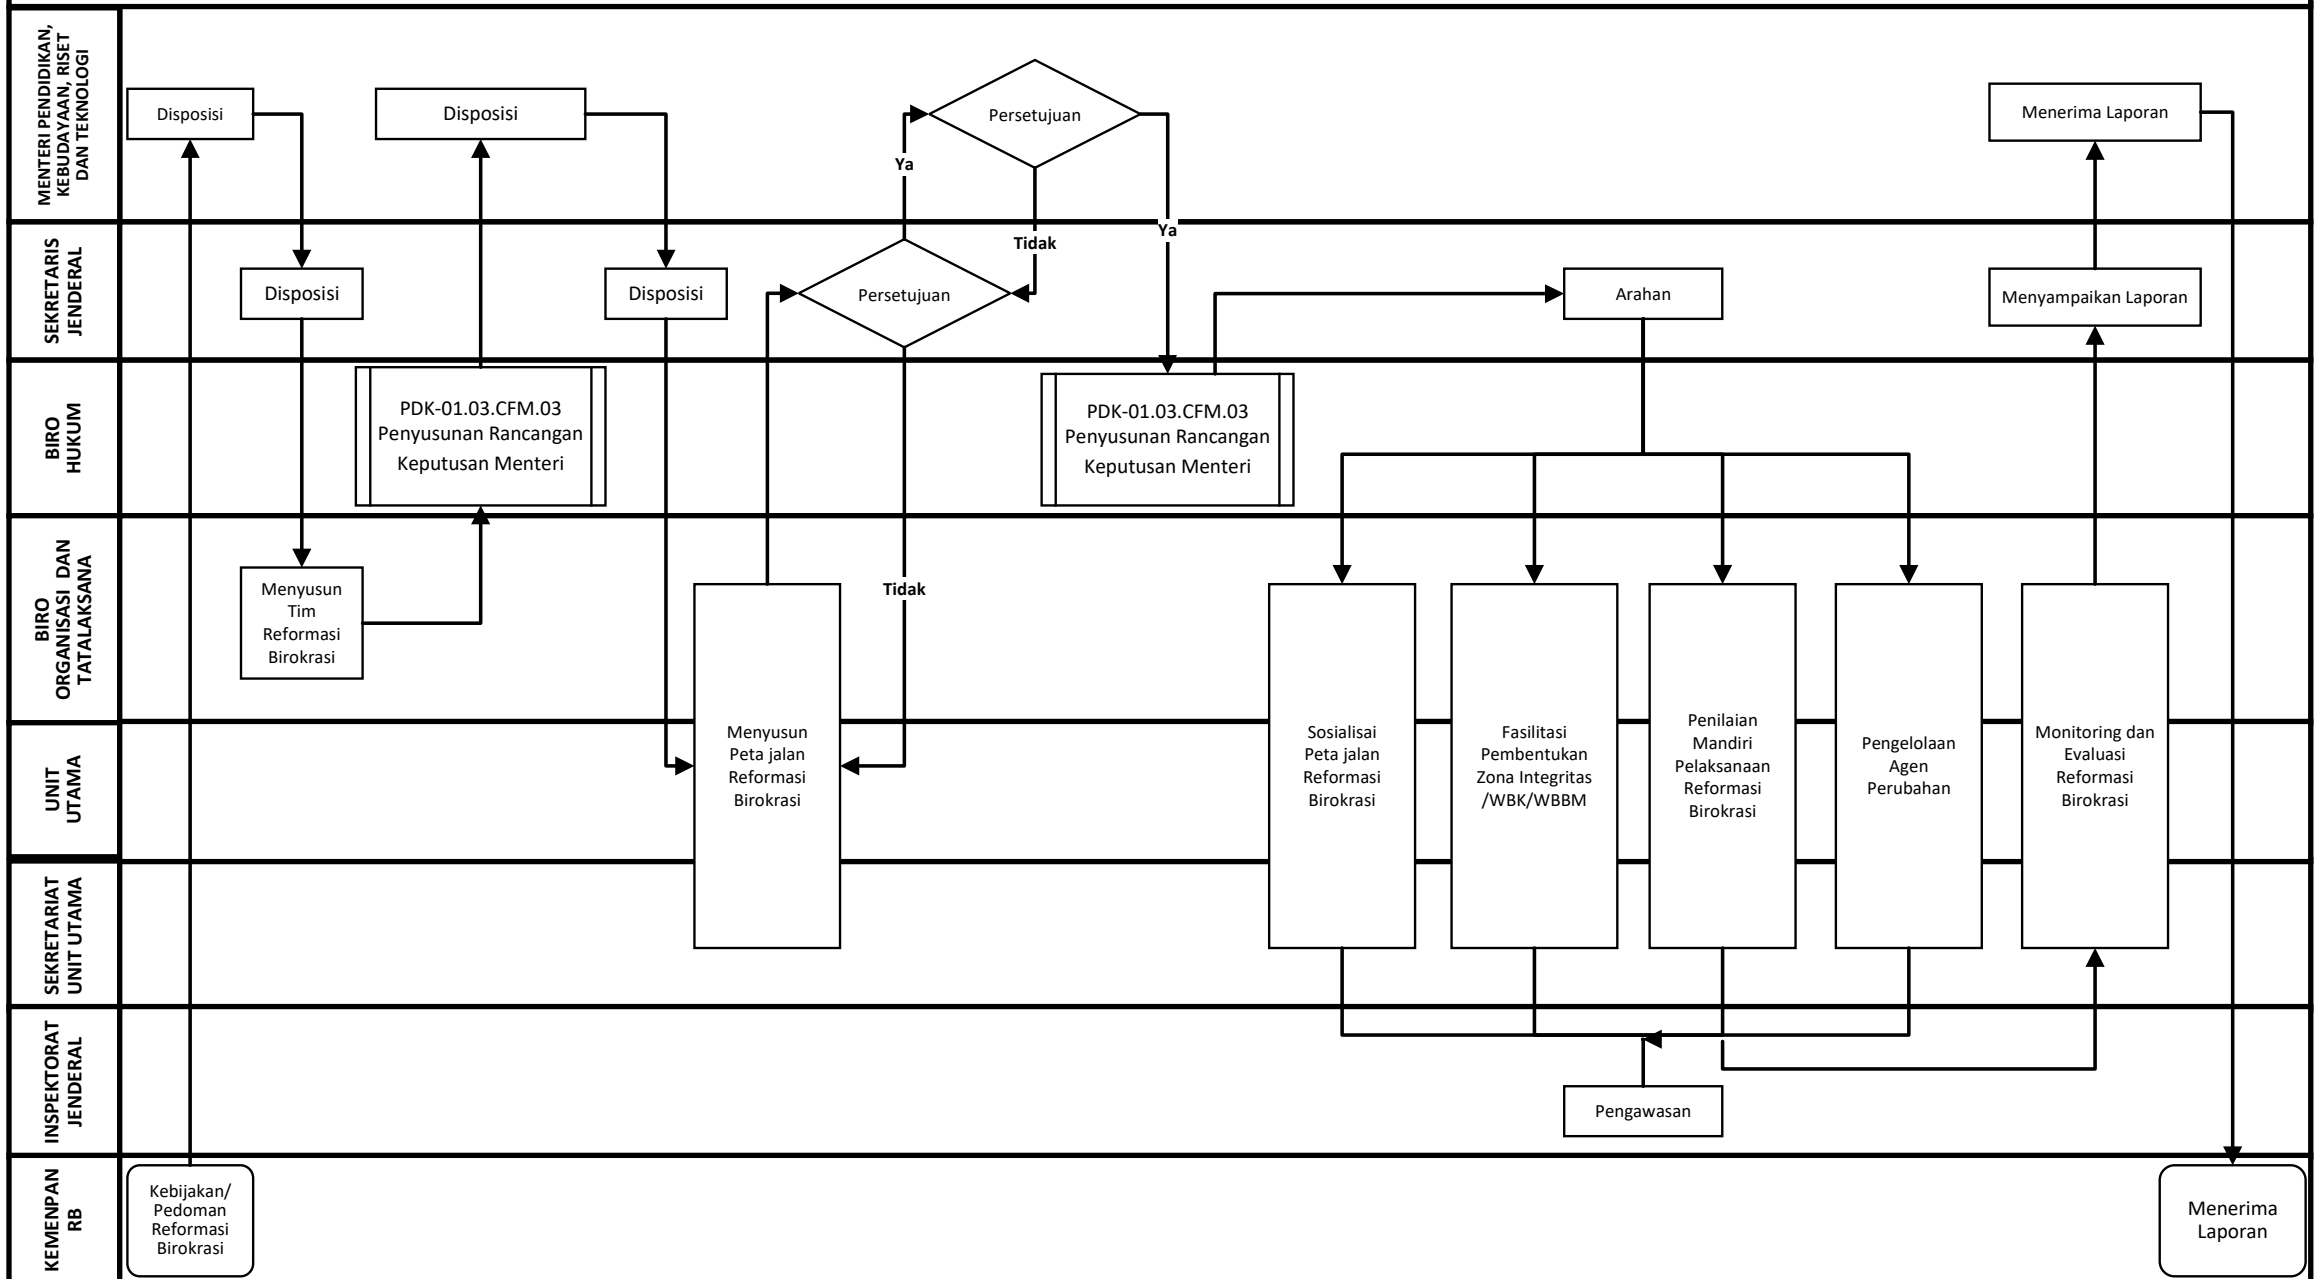 MENTERI PENDIDIKAN,
KEBUDAYAAN, RISET
DAN TEKNOLOGI
Disposisi
Disposisi
Persetujuan
Menerima Laporan
Ya
Ya
Tidak
SEKRETARIS
JENDERAL
Disposisi
Disposisi
Persetujuan
Arahan
Menyampaikan Laporan
BIRO
HUKUM
PDK-01.03.CFM.03
Penyusunan Rancangan
Keputusan Menteri
PDK-01.03.CFM.03
Penyusunan Rancangan
Keputusan Menteri
BIRO
ORGANISASI DAN
TATALAKSANA
Menyusun
Tim
Reformasi
Birokrasi
Tidak
UNIT
UTAMA
Menyusun
Peta jalan
Reformasi
Birokrasi
Sosialisai
Peta jalan
Reformasi
Birokrasi
Fasilitasi
Pembentukan
Zona Integritas
/WBK/WBBM
Penilaian
Mandiri
Pelaksanaan
Reformasi
Birokrasi
Pengelolaan
Agen
Perubahan
Monitoring dan
Evaluasi
Reformasi
Birokrasi
SEKRETARIAT
UNIT UTAMA
INSPEKTORAT
JENDERAL
Pengawasan
KEMENPAN
RB
Kebijakan/
Pedoman
Reformasi
Birokrasi
Menerima
Laporan